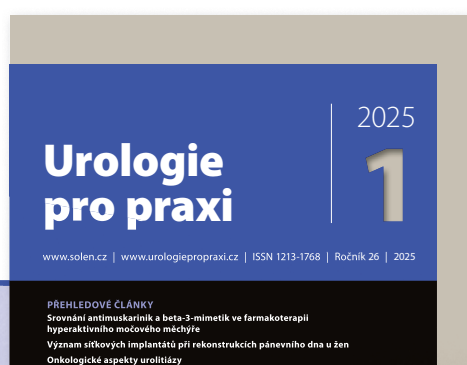 2025
1
Urologie
pro praxi
www.solen.cz | www.urologiepropraxi.cz | ISSN 1213-1768 | Ročník 26 | 2025
PŘEHLEDOVÉ ČLÁNKY
Srovnání antimuskarinik a beta-3-mimetik ve farmakoterapii
hyperaktivního močového měchýře
Význam síťkových implantátů při rekonstrukcích pánevního dna u žen
Onkologické aspekty urolitiázy